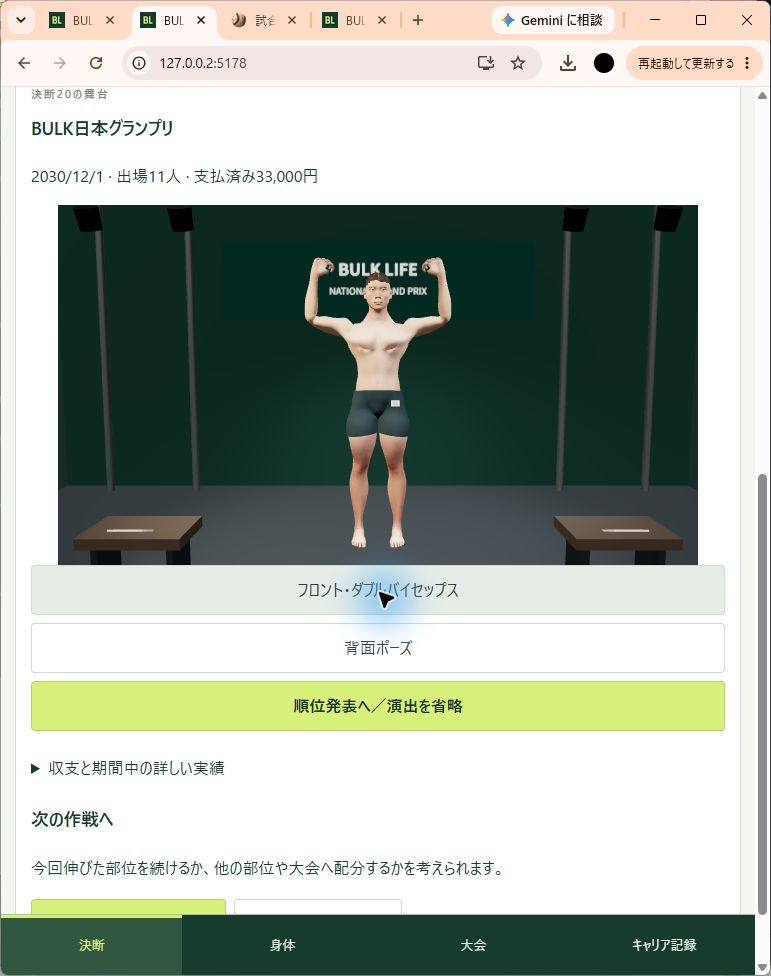 BL BUL
BL BUL
試合
BL BUL
Gemini に相談
127.0.0.2:5178
再起動して更新する
決断20の舞台
BULK日本グランプリ
2030/12/1・出場11人・支払済み33,000円
BULK LIFE
NATION ND PRIX
フロント・ダブルバイセップス
背面ポーズ
順位発表へ／演出を省略
▶ 収支と期間中の詳しい実績
次の作戦へ
今回伸びた部位を続けるか、他の部位や大会へ配分するかを考えられます。
決断
身体
大会
キャリア記録